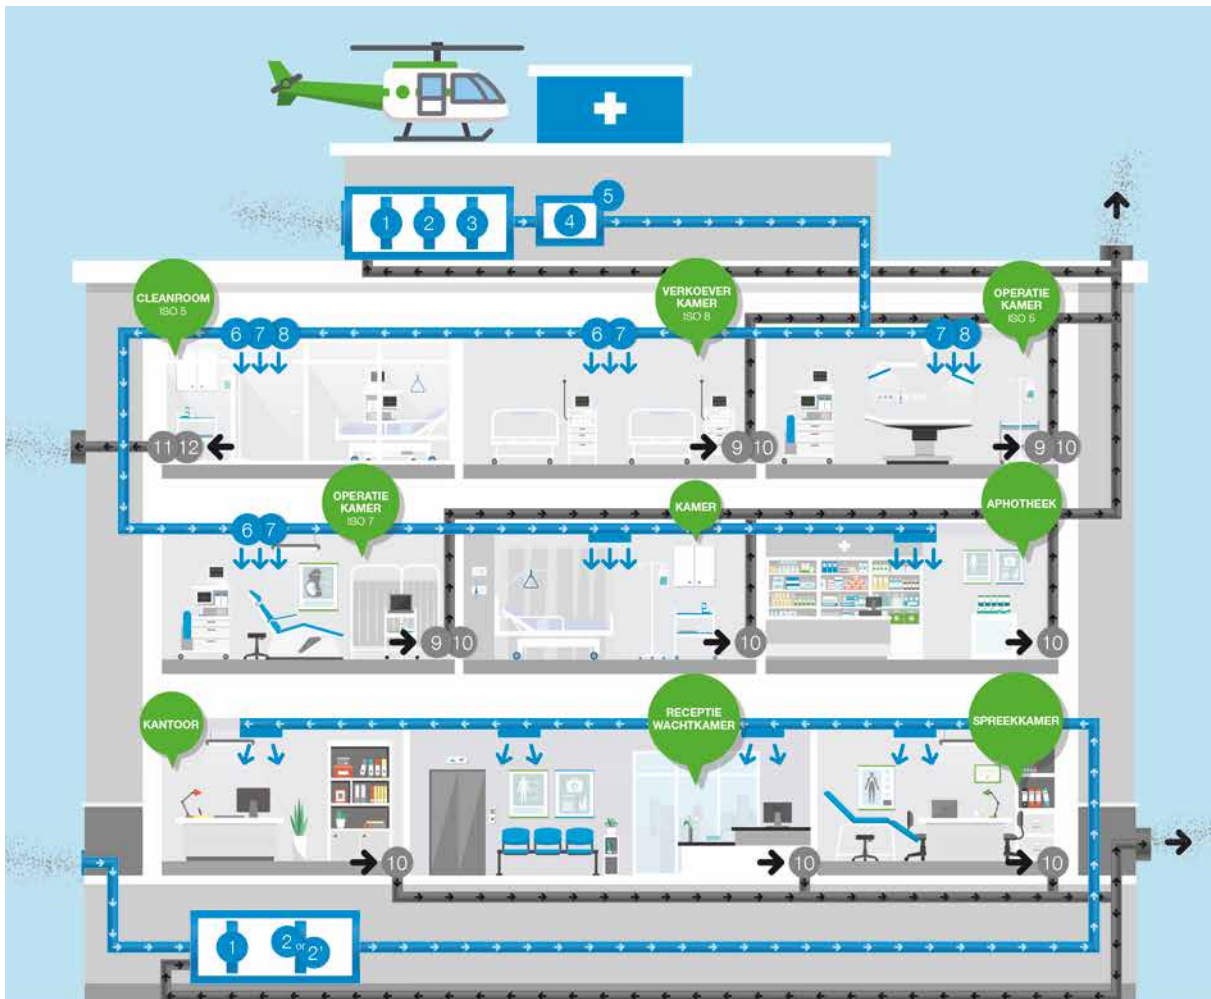 5
1
2
3
4
CLEANROOM
ISO 5
VERKOEVER
KAMER
ISO 8
OPERATIE
KAMER
ISO 5
6
7
8
6
7
7
8
11
12
9
10
9
10
OPERATIE
KAMER
ISO 7
KAMER
APHOTHEEK
6
7
9
10
10
10
KANTOOR
RECEPTIE
WACHTKAMER
SPREEKKAMER
10
10
10
1
2 or 2'